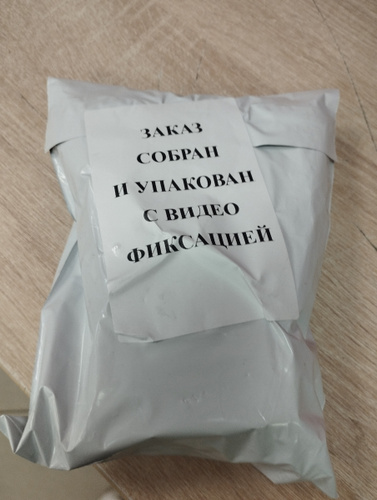 ЗАКАЗ
СОБРАН
И УПАКОВАН
С ВИДЕО
ФИКСАЦИЕЙ